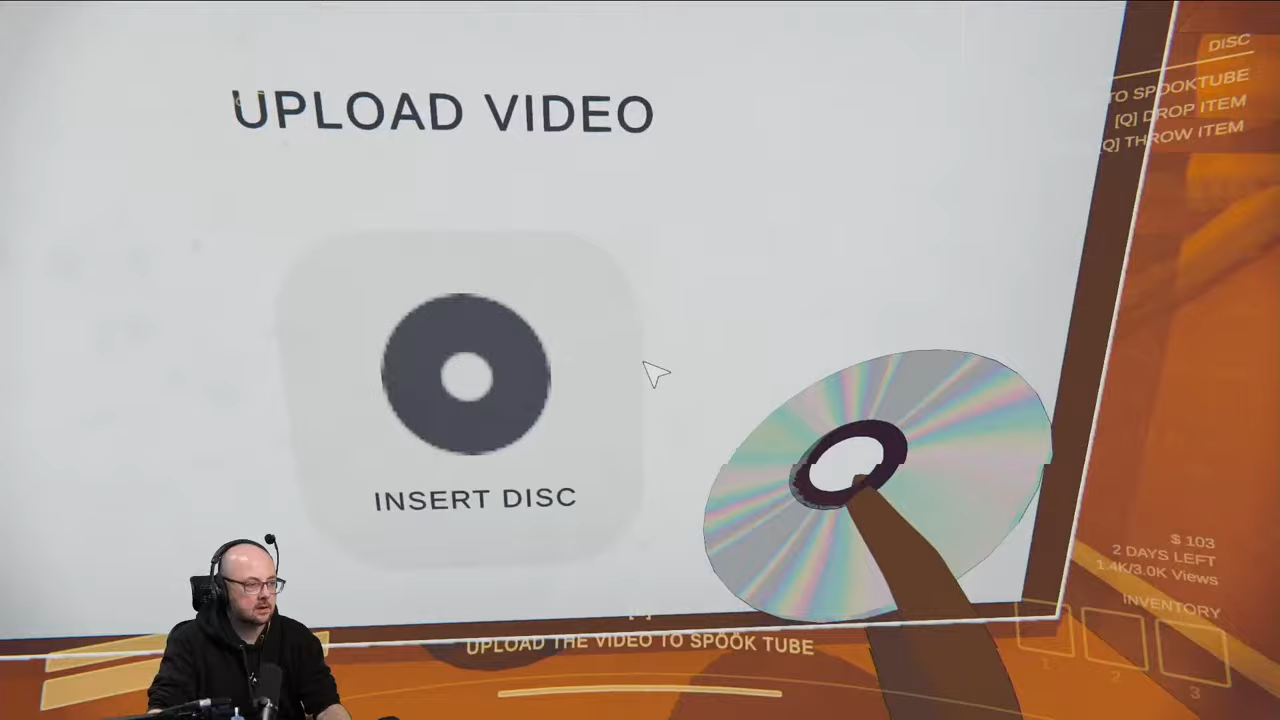 UPLOAD VIDEO
INSERT DISC
DISC
TO SPOOKTUBE
[Q] DROP ITEM
[Q] THROW ITEM
UPLOAD THE VIDEO TO SPÖÖK TUBE
$ 103
2 DAYS LEFT
1.4K/3.0K Views
INVENTORY
1
2
3